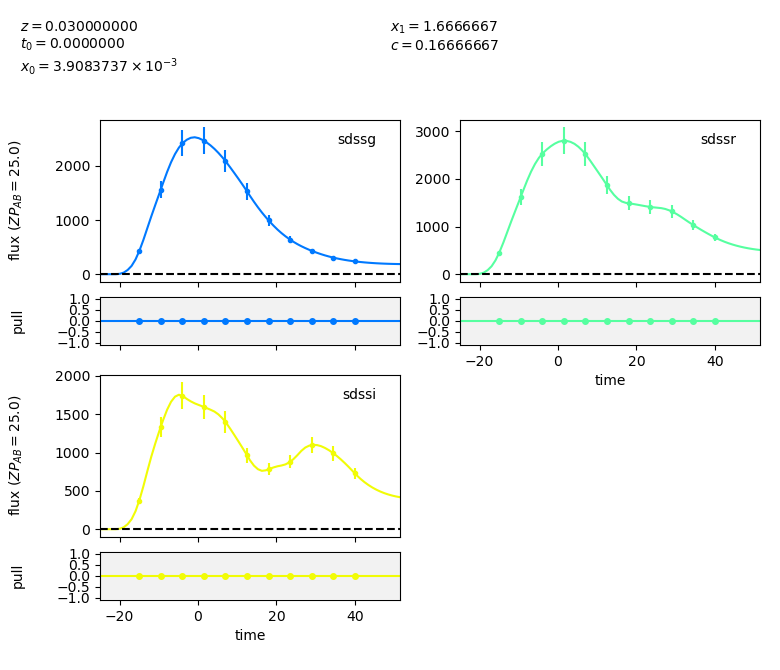 z = 0.030000000
t₀ = 0.0000000
x₀ = 3.9083737 × 10⁻³
x₁ = 1.6666667
c = 0.16666667
flux (ZP_AB = 25.0)
2000
1000
0
sdssg
pull
1.0
0.5
0.0
−0.5
−1.0
3000
2000
1000
0
sdssr
1.0
0.5
0.0
−0.5
−1.0
−20 0 20 40
time
flux (ZP_AB = 25.0)
2000
1500
1000
500
0
sdssi
pull
1.0
0.5
0.0
−0.5
−1.0
−20 0 20 40
time